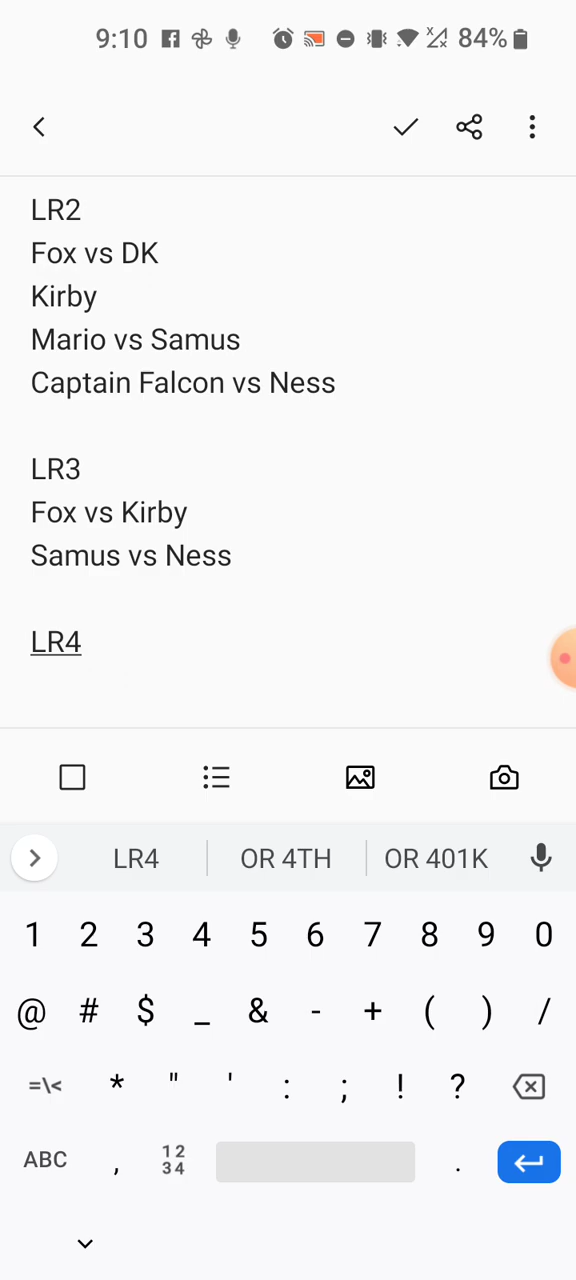 9:10 84%
LR2
Fox vs DK
Kirby
Mario vs Samus
Captain Falcon vs Ness
LR3
Fox vs Kirby
Samus vs Ness
LR4
LR4 OR 4TH OR 401K
1 2 3 4 5 6 7 8 9 0
@ # $ _ & - + ( ) /
=\< * " ' : ; ! ?
ABC , 12 34 .